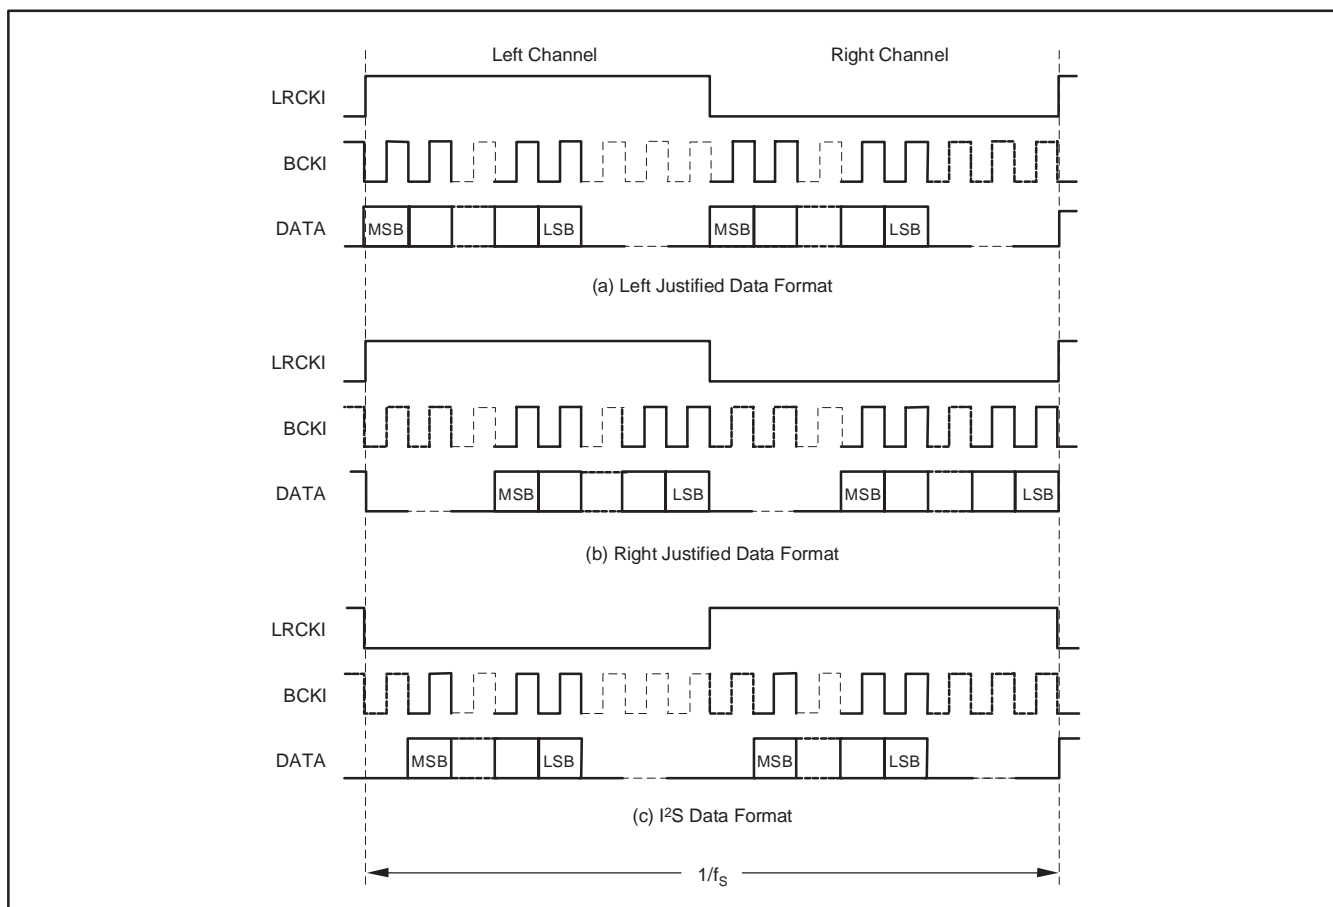 Left Channel Right Channel
LRCKI
BCKI
DATA MSB LSB MSB LSB
(a) Left Justified Data Format
LRCKI
BCKI
DATA MSB LSB MSB LSB
(b) Right Justified Data Format
LRCKI
BCKI
DATA MSB LSB MSB LSB
(c) I²S Data Format
1/fS